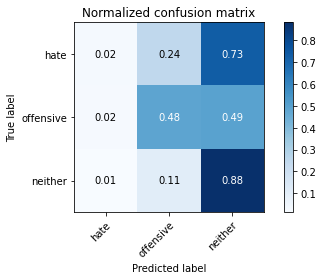 Normalized confusion matrix
True label
hate 0.02 0.24 0.73
offensive 0.02 0.48 0.49
neither 0.01 0.11 0.88
hate offensive neither
Predicted label
0.8
0.7
0.6
0.5
0.4
0.3
0.2
0.1